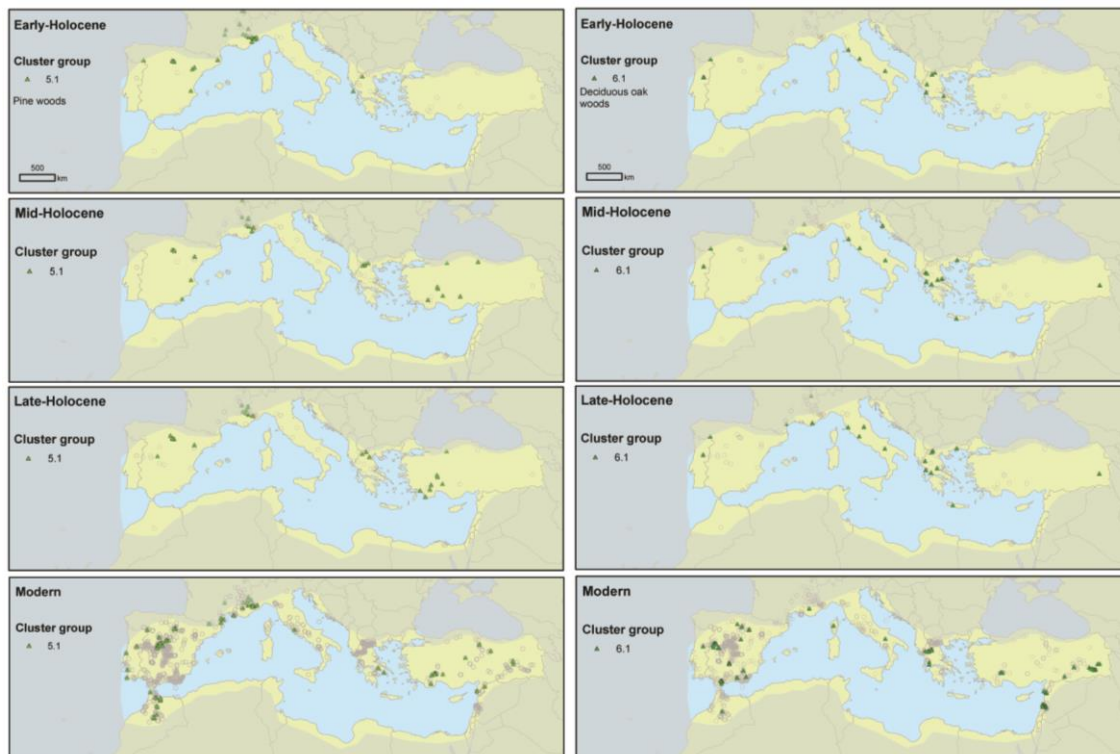 Early-Holocene
Cluster group
5.1
Pine woods
500
km
Mid-Holocene
Cluster group
5.1
Late-Holocene
Cluster group
5.1
Modern
Cluster group
5.1
Early-Holocene
Cluster group
6.1
Deciduous oak
woods
500
km
Mid-Holocene
Cluster group
6.1
Late-Holocene
Cluster group
6.1
Modern
Cluster group
6.1